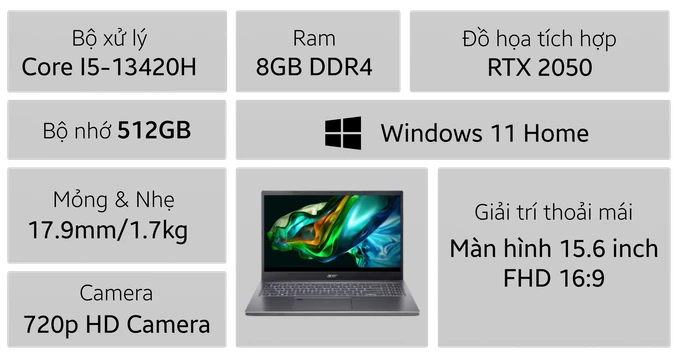 Bộ xử lý
Core I5-13420H
Ram
8GB DDR4
Đồ họa tích hợp
RTX 2050
Bộ nhớ 512GB
Windows 11 Home
Mỏng & Nhẹ
17.9mm/1.7kg
acer
Giải trí thoải mái
Màn hình 15.6 inch
FHD 16:9
Camera
720p HD Camera